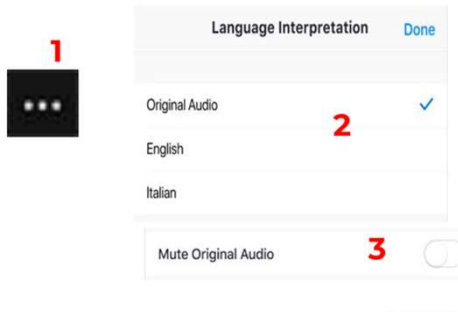 1
Language Interpretation Done
Original Audio
2
English
Italian
Mute Original Audio 3